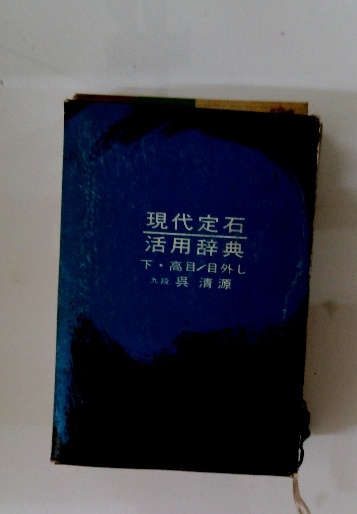 現代定石
活用辞典
下・高目/目外し
九段 呉 清源